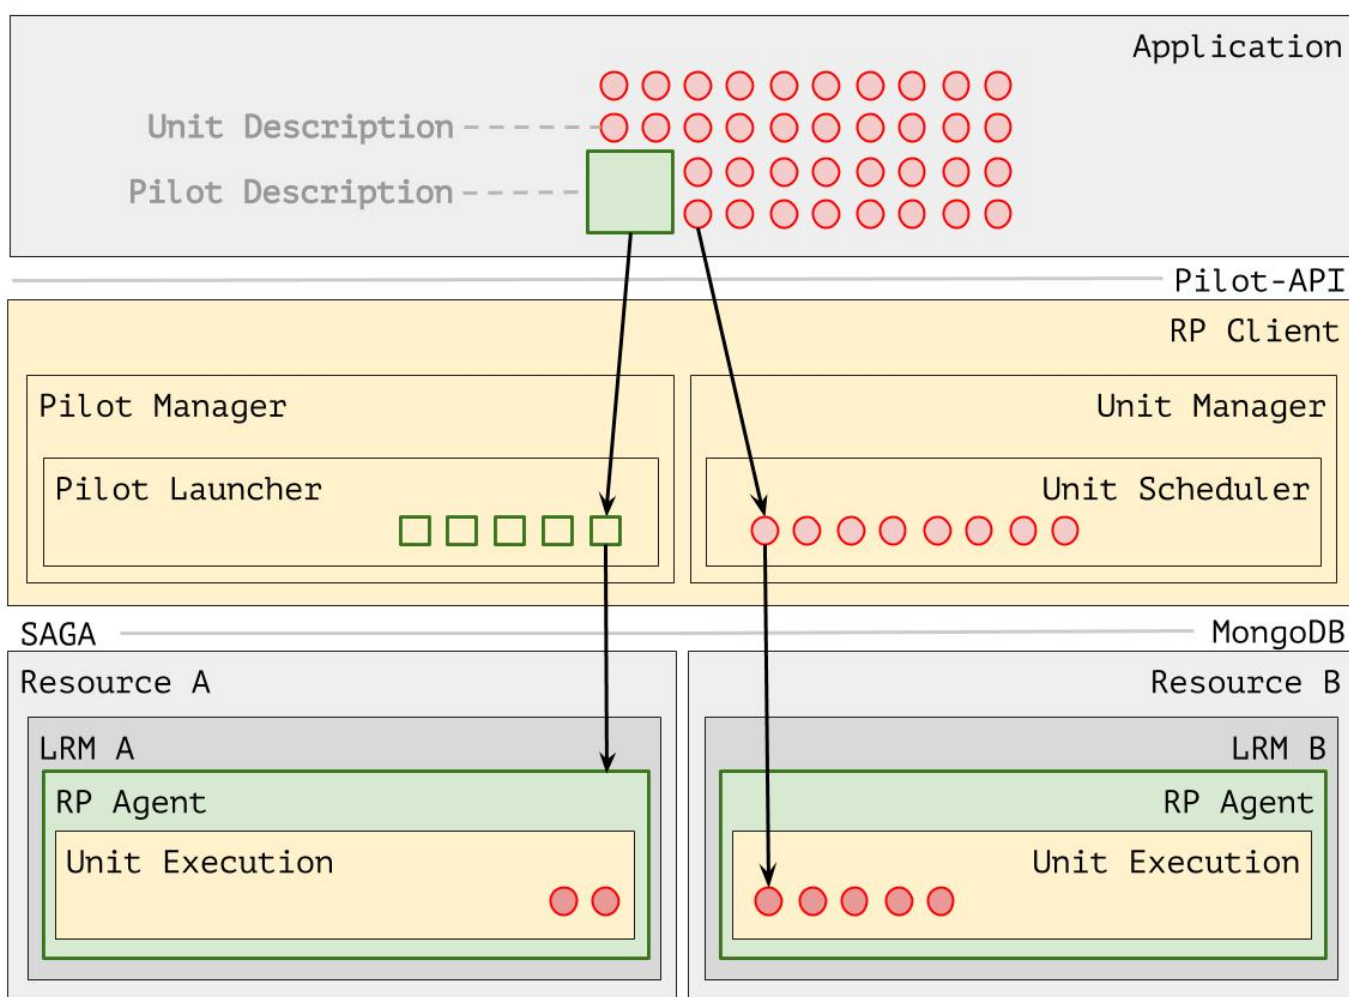 Application
Unit Description
Pilot Description
Pilot-API
RP Client
Pilot Manager
Unit Manager
Pilot Launcher
Unit Scheduler
SAGA
MongoDB
Resource A
Resource B
LRM A
LRM B
RP Agent
RP Agent
Unit Execution
Unit Execution